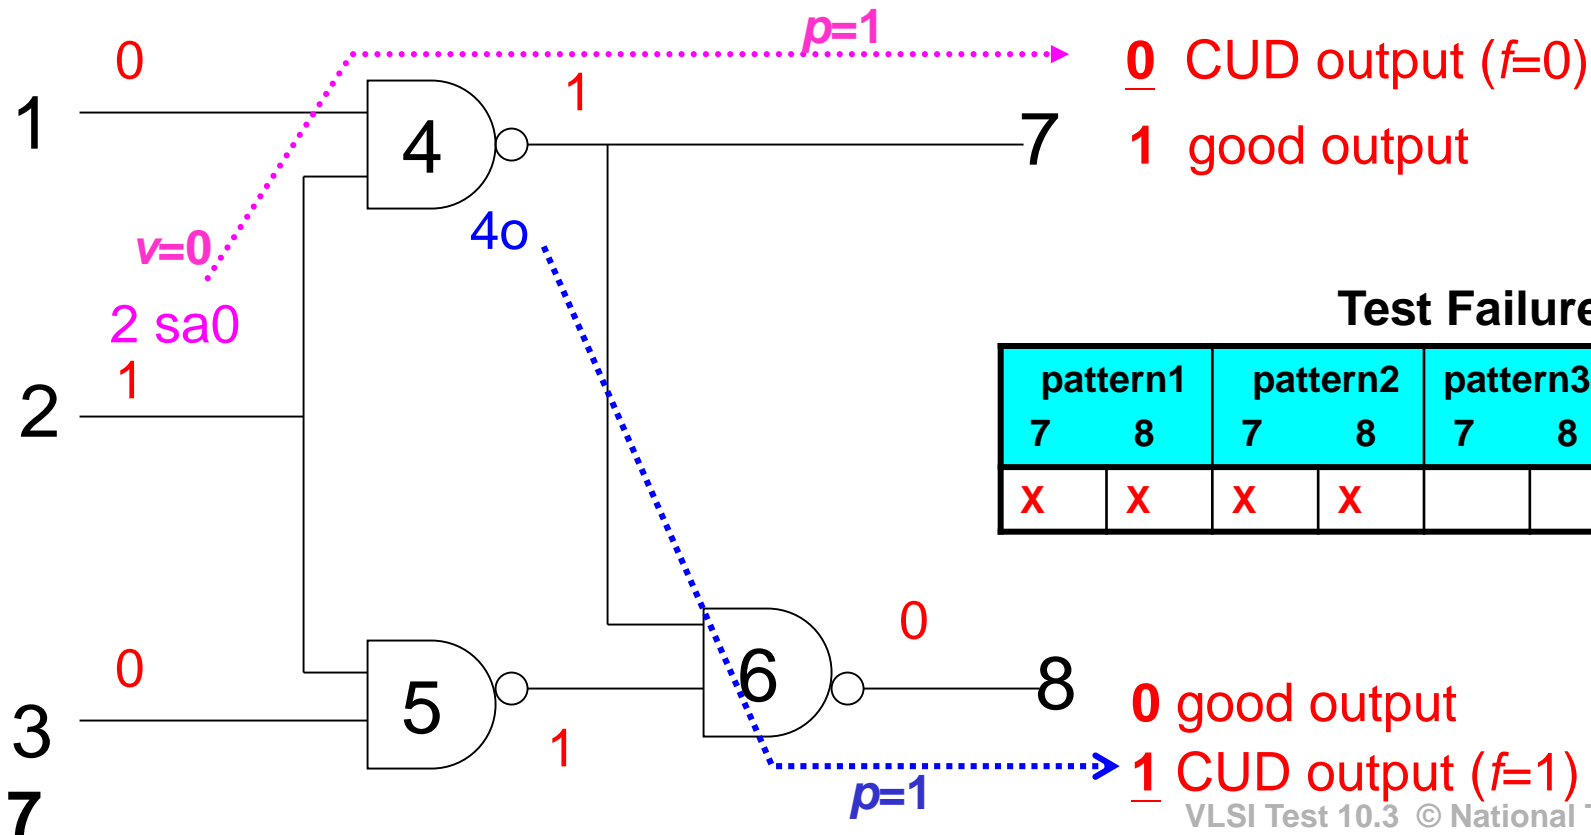 p=1
0
1
0 CUD output (f=0)
1
4
7
1 good output
4o
v=0
2 sa0
1
2
Test Failure
pattern1 pattern2 pattern3
7 8 7 8 7 8
X X X X
0
0
6
8
5
3
1
0 good output
1 CUD output (f=1)
p=1
7
VLSI Test 10.3 © National